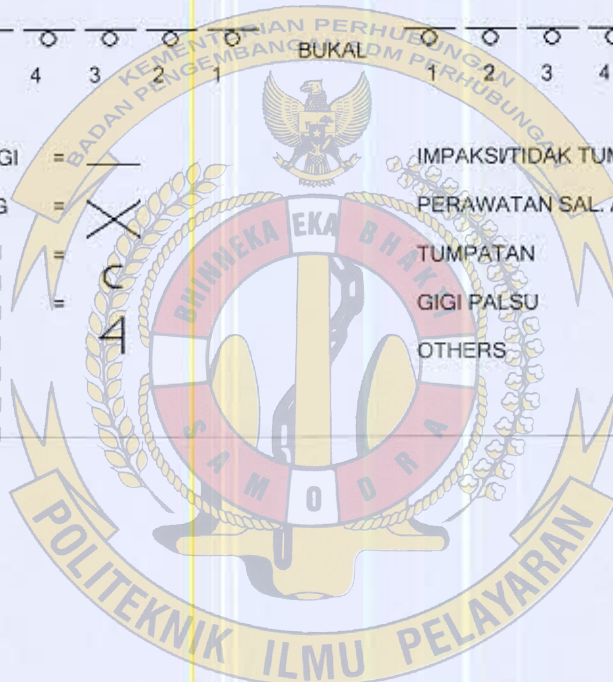 KEMENTERIAN PERHUBUNGAN
BADAN PENGEMBANGAN SDM PERHUBUNGAN
BUKAL
4 3 2 1 1 2 3 4
GI =
IMPAKSI/TIDAK TUM
G =
PERAWATAN SAL. A
= C
TUMPATAN
=
GIGI PALSU
OTHERS
BHINNEKA EKA BHAKTI
SAMODRA
POLITEKNIK ILMU PELAYARAN